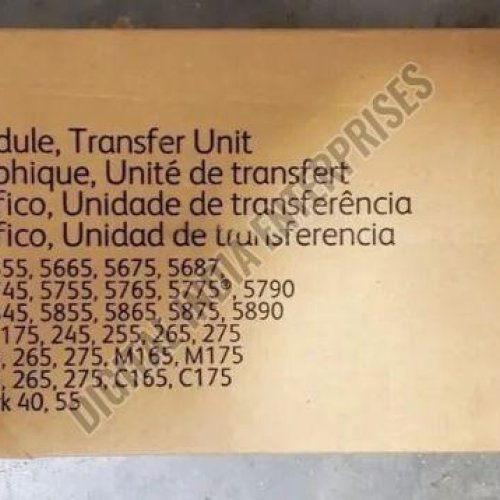 dule, Transfer Unit
phique, Unité de transfert
fico, Unidade de transferência
fico, Unidad de transferencia
55, 5665, 5675, 5687
45, 5755, 5765, 5775®, 5790
845, 5855, 5865, 5875, 5890
175, 245, 255, 265, 275
, 265, 275, M165, M175
, 265, 275, C165, C175
k 40, 55
DIGITAL INDIA ENTERPRISES